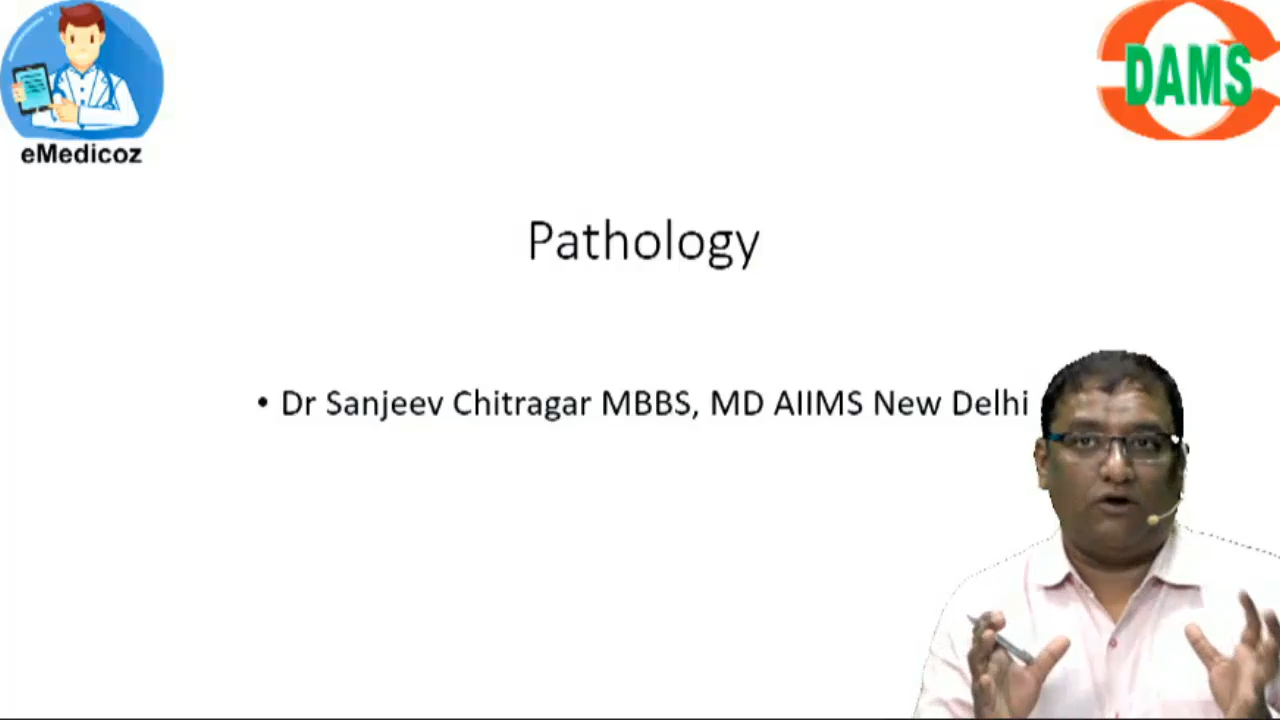 eMedicoz
DAMS
Pathology
• Dr Sanjeev Chitragar MBBS, MD AIIMS New Delhi